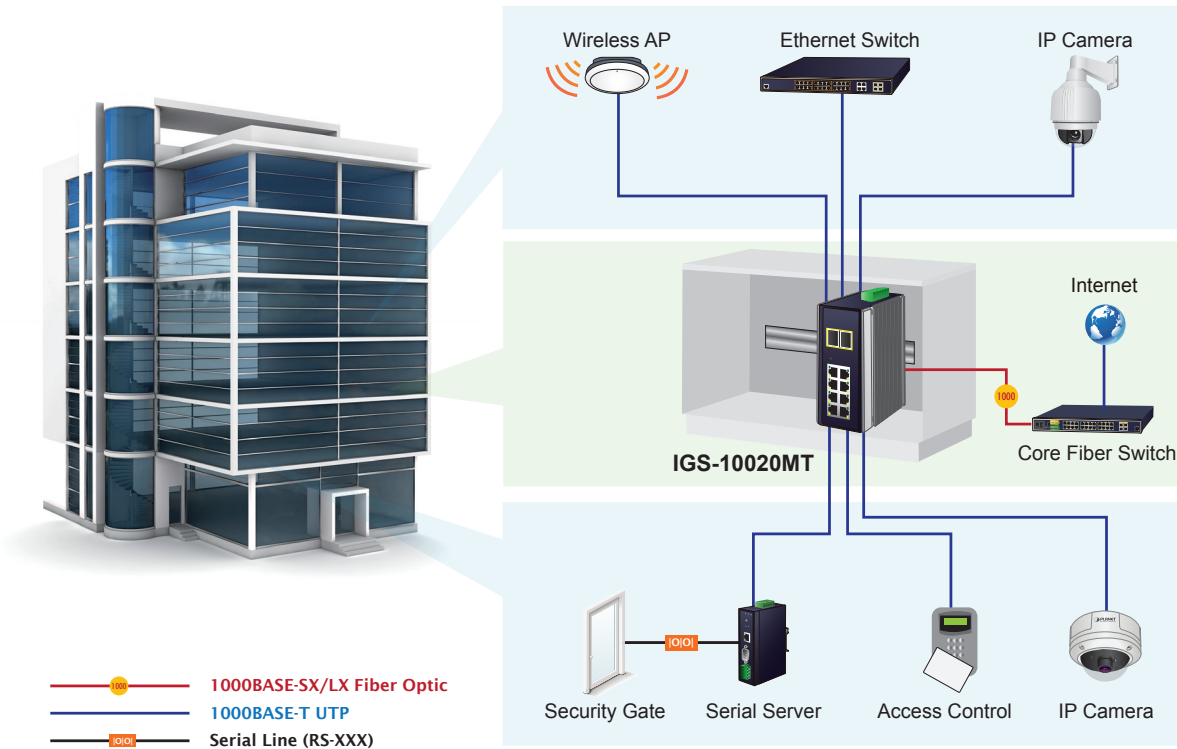 Wireless AP
Ethernet Switch
IP Camera
Internet
1000
Core Fiber Switch
IGS-10020MT
|O|O|
Security Gate
Serial Server
Access Control
PLANET
IP Camera
1000
1000BASE-SX/LX Fiber Optic
1000BASE-T UTP
|O|O|
Serial Line (RS-XXX)